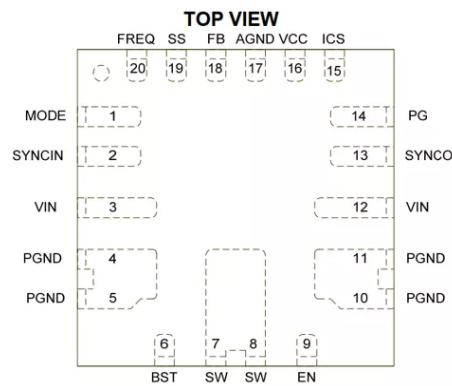 TOP VIEW
FREQ SS FB AGND VCC ICS
20 19 18 17 16 15
MODE 1 14 PG
SYNCIN 2 13 SYNCO
VIN 3 12 VIN
PGND 4 11 PGND
PGND 5 10 PGND
6 7 8 9
BST SW SW EN